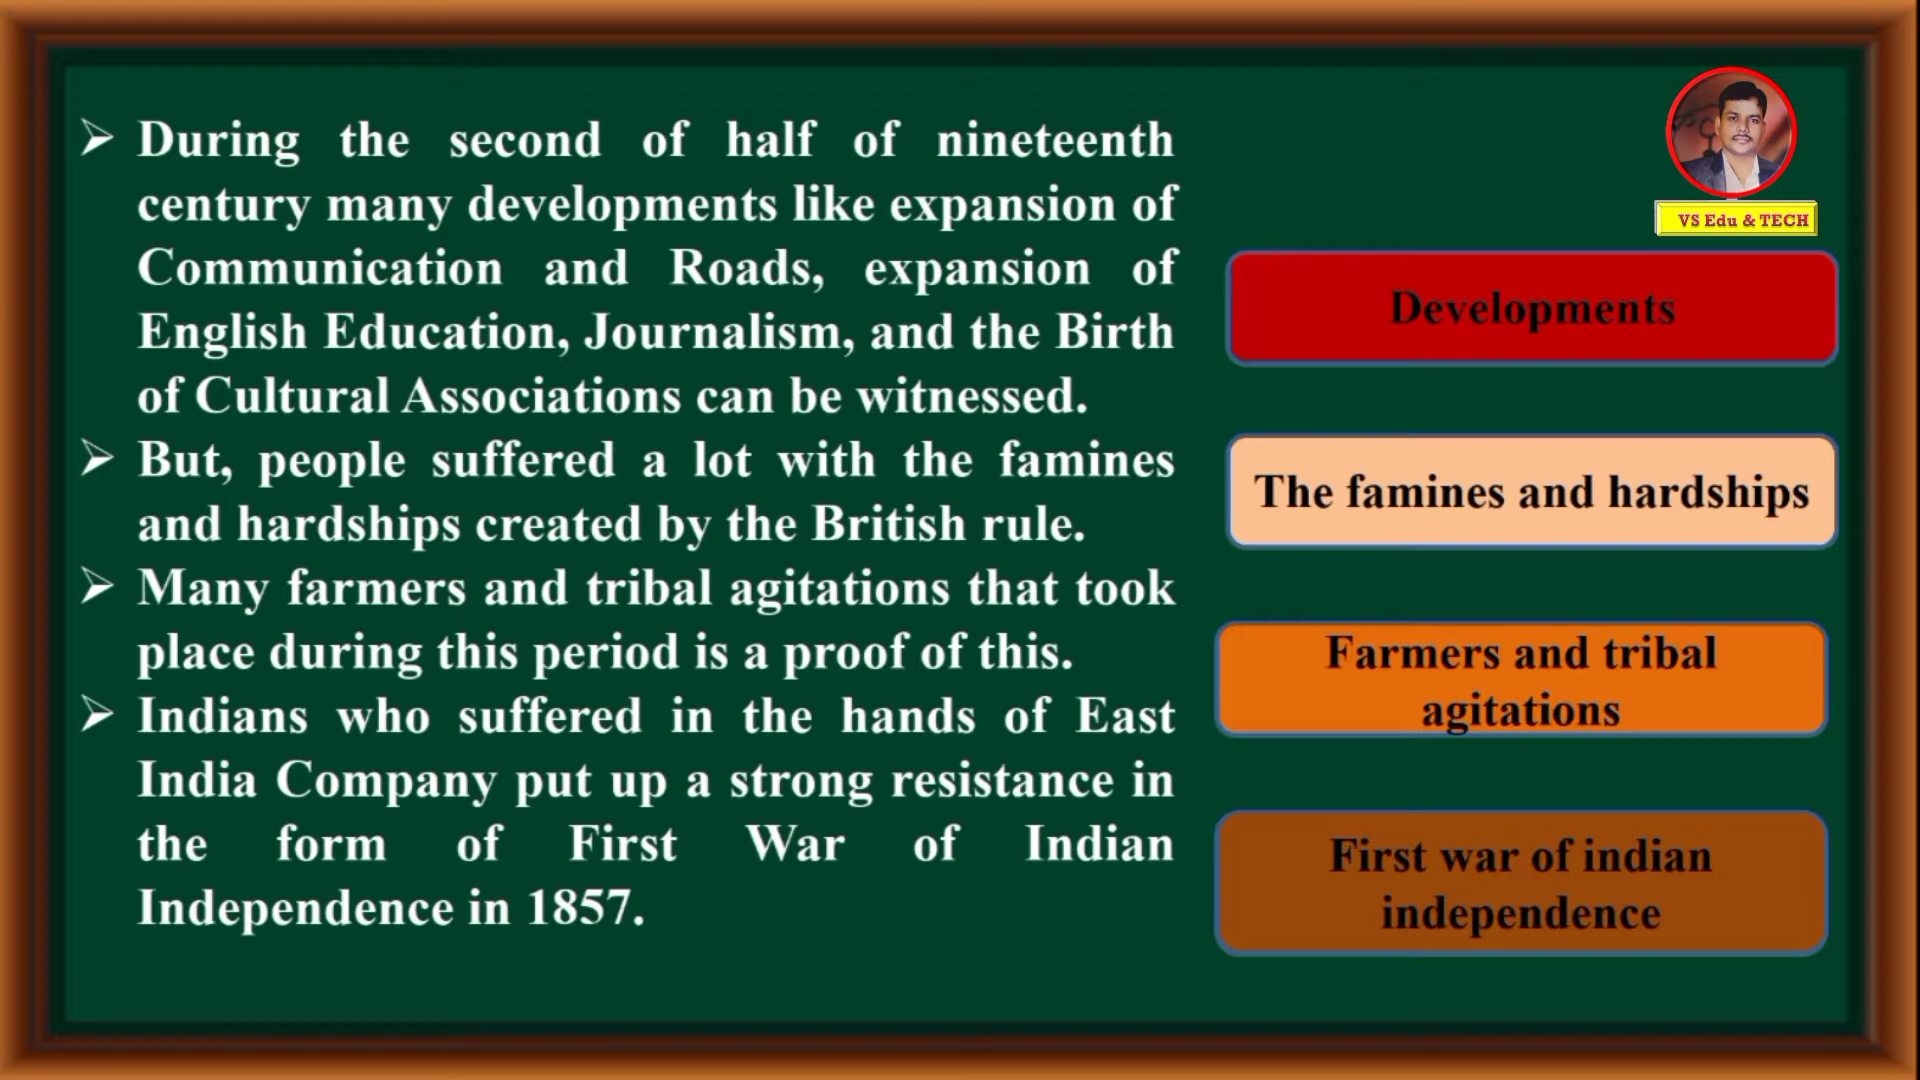 ➢ During the second of half of nineteenth
century many developments like expansion of
Communication and Roads, expansion of
English Education, Journalism, and the Birth
of Cultural Associations can be witnessed.
➢ But, people suffered a lot with the famines
and hardships created by the British rule.
➢ Many farmers and tribal agitations that took
place during this period is a proof of this.
➢ Indians who suffered in the hands of East
India Company put up a strong resistance in
the form of First War of Indian
Independence in 1857.
VS Edu & TECH
Developments
The famines and hardships
Farmers and tribal
agitations
First war of indian
independence